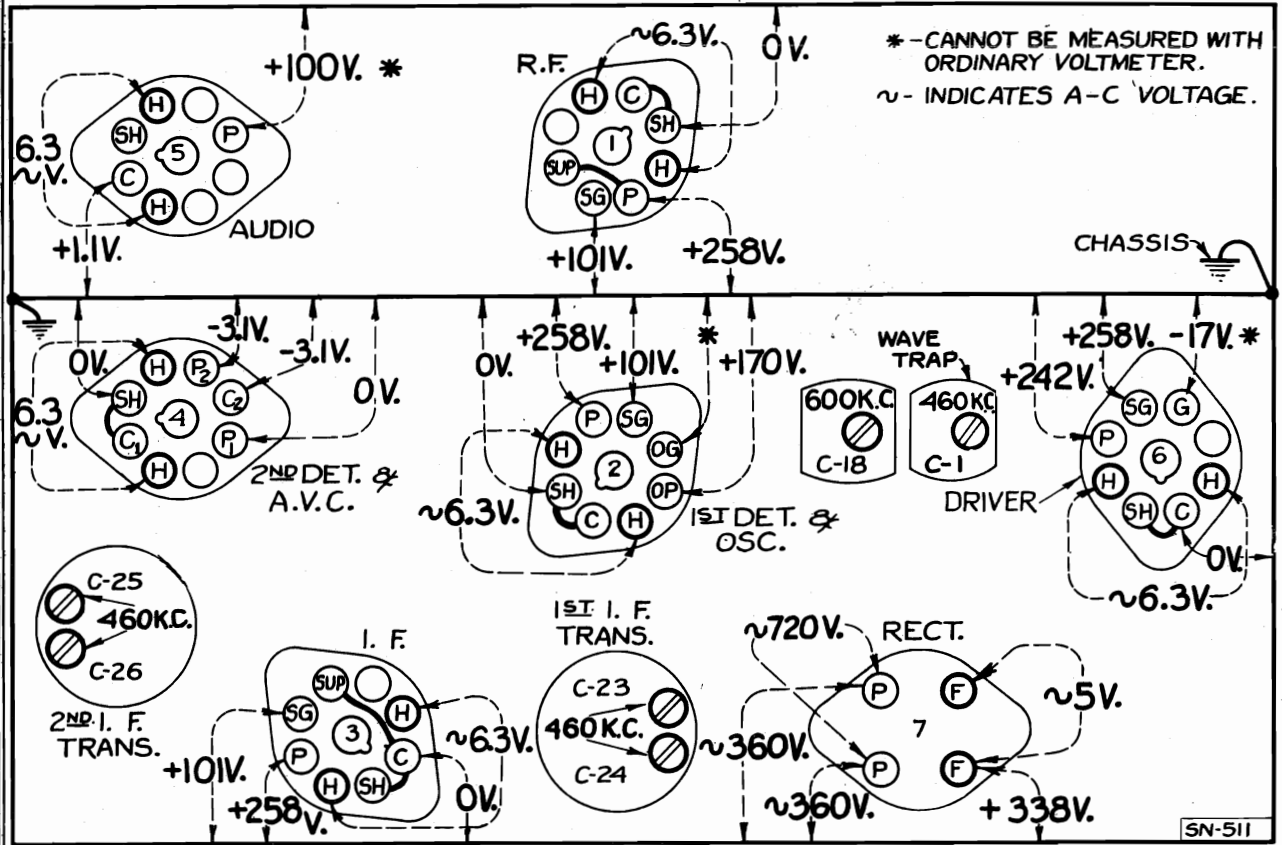 +100V. *
R.F.
~6.3V.
0V.
*-CANNOT BE MEASURED WITH
ORDINARY VOLTMETER.
~- INDICATES A-C VOLTAGE.
H
SH
5
P
C
H
6.3
~V.
+1.1V.
AUDIO
H
C
SH
1
SUP
H
SG
P
+101V.
+258V.
CHASSIS
0V.
-3.1V.
-3.1V.
0V.
H
P2
SH
C2
4
C1
P1
H
6.3
~V.
2ND DET. &
A.V.C.
0V.
+258V.
+101V.
*
+170V.
P
SG
H
OG
2
SH
OP
C
H
~6.3V.
1ST DET. &
OSC.
WAVE
TRAP
600K.C.
C-18
460K.C.
C-1
+242V.
+258V.
-17V. *
SG
G
P
6
H
H
SH
C
DRIVER
0V.
~6.3V.
C-25
460K.C.
C-26
2ND. I. F.
TRANS.
I. F.
SUP
SG
H
3
P
C
H
SH
~6.3V.
+101V.
+258V.
0V.
1ST. I. F.
TRANS.
C-23
460K.C.
C-24
~720V.
RECT.
P
F
7
P
F
~5V.
~360V.
~360V.
+338V.
SN-511